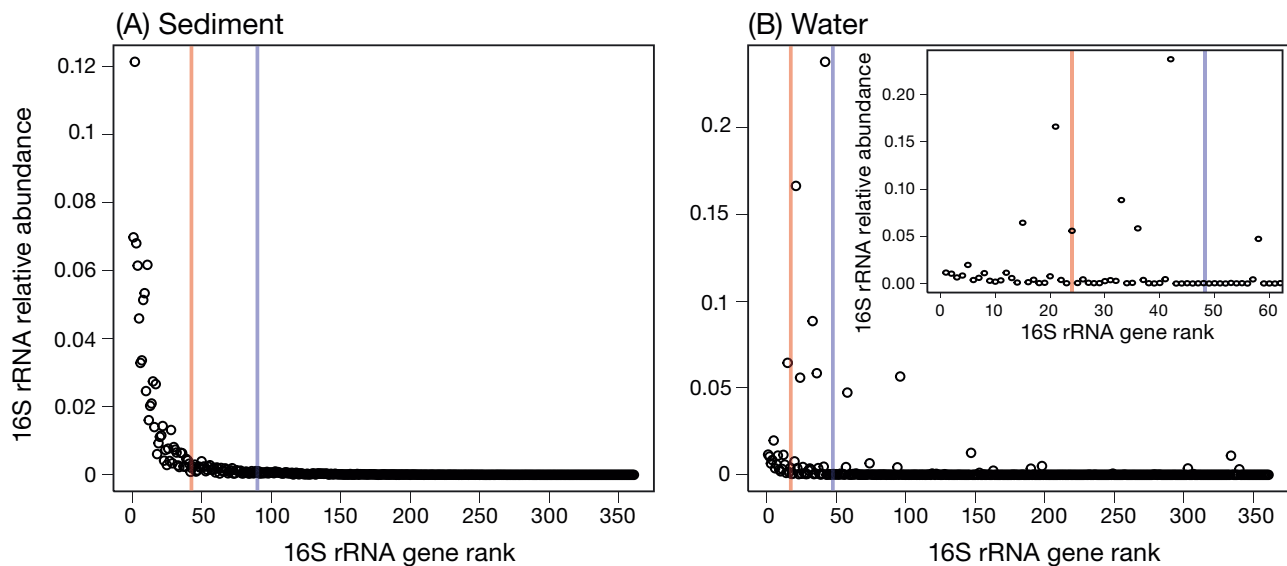 (A) Sediment
16S rRNA relative abundance
0.12
0.1
0.08
0.06
0.04
0.02
0
0 50 100 150 200 250 300 350
16S rRNA gene rank
(B) Water
0.2
0.15
0.1
0.05
0
0 50 100 150 200 250 300 350
16S rRNA gene rank
16S rRNA relative abundance
0.20
0.15
0.10
0.05
0.00
0 10 20 30 40 50 60
16S rRNA gene rank